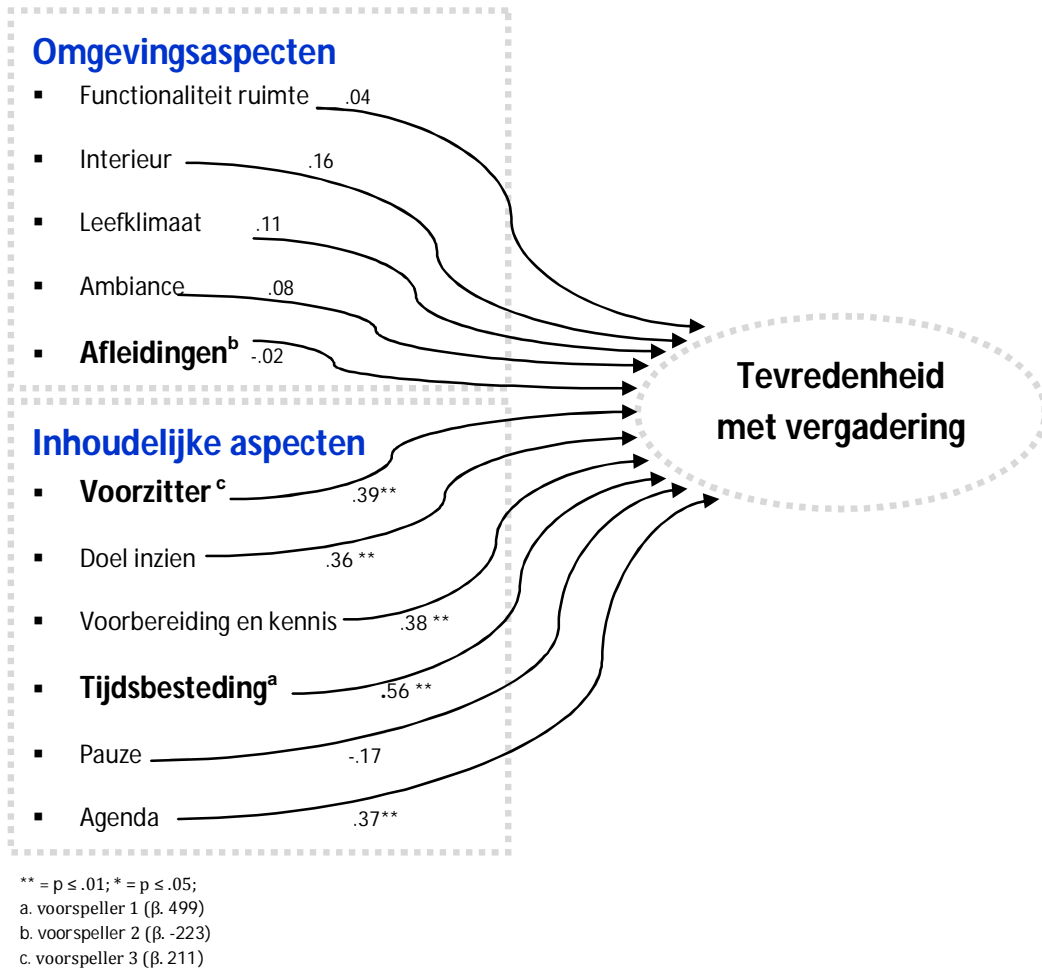 Omgevingsaspecten
▪ Functionaliteit ruimte .04
▪ Interieur .16
▪ Leefklimaat .11
▪ Ambiance .08
▪ Afleidingen^b -.02
Inhoudelijke aspecten
▪ Voorzitter ^c .39**
▪ Doel inzien .36 **
▪ Voorbereiding en kennis .38 **
▪ Tijdsbesteding^a .56 **
▪ Pauze -.17
▪ Agenda .37**
Tevredenheid
met vergadering
** = p ≤ .01; * = p ≤ .05;
a. voorspeller 1 (β. 499)
b. voorspeller 2 (β. -223)
c. voorspeller 3 (β. 211)